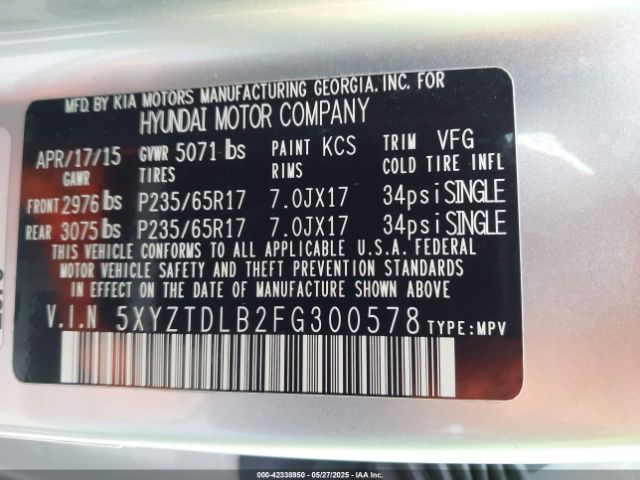 MFD. BY KIA MOTORS MANUFACTURING GEORGIA, INC. FOR
HYUNDAI MOTOR COMPANY
APR/17/15 GVWR 5071 lbs PAINT KCS TRIM VFG
GAWR TIRES RIMS COLD TIRE INFL
FRONT 2976 lbs P235/65R17 7.0JX17 34psi SINGLE
REAR 3075 lbs P235/65R17 7.0JX17 34psi SINGLE
THIS VEHICLE CONFORMS TO ALL APPLICABLE U.S.A. FEDERAL
MOTOR VEHICLE SAFETY AND THEFT PREVENTION STANDARDS
IN EFFECT ON THE DATE OF MANUFACTURE SHOWN ABOVE.
V.I.N 5XYZTDLB2FG300578 TYPE:MPV
000-42338950 - 05/27/2025 - IAAI Inc.